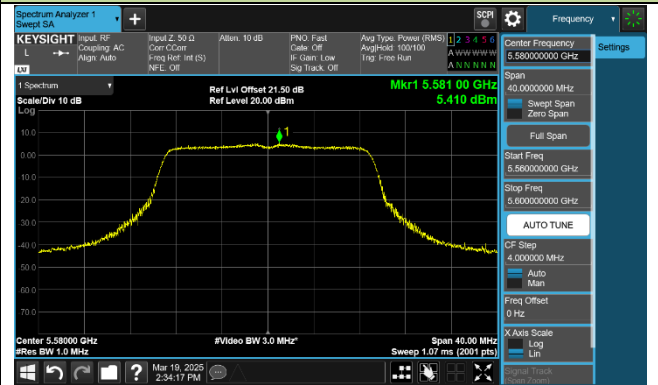 Spectrum Analyzer 1
Swept SA
SCPI
Frequency
KEYSIGHT
L
Input: RF
Coupling: AC
Align: Auto
Input Z: 50 Ω
Corr CCorr
Freq Ref: Int (S)
NFE: Off
Atten: 10 dB
PNO: Fast
Gate: Off
IF Gain: Low
Sig Track: Off
Avg Type: Power (RMS)
Avg|Hold: 100/100
Trig: Free Run
1 2 3 4 5 6
A W W W W W
A N N N N N
Center Frequency
5.580000000 GHz
Settings
Span
40.0000000 MHz
Swept Span
Zero Span
Full Span
Start Freq
5.560000000 GHz
Stop Freq
5.600000000 GHz
AUTO TUNE
CF Step
4.000000 MHz
Auto
Man
Freq Offset
0 Hz
X Axis Scale
Log
Lin
Signal Track
(Span Zoom)
1 Spectrum
Scale/Div 10 dB
Log
Ref Lvl Offset 21.50 dB
Ref Level 20.00 dBm
Mkr1 5.581 00 GHz
5.410 dBm
1
10.0
0.00
-10.0
-20.0
-30.0
-40.0
-50.0
-60.0
-70.0
Center 5.58000 GHz
#Res BW 1.0 MHz
#Video BW 3.0 MHz*
Span 40.00 MHz
Sweep 1.07 ms (2001 pts)
?
Mar 19, 2025
2:34:17 PM